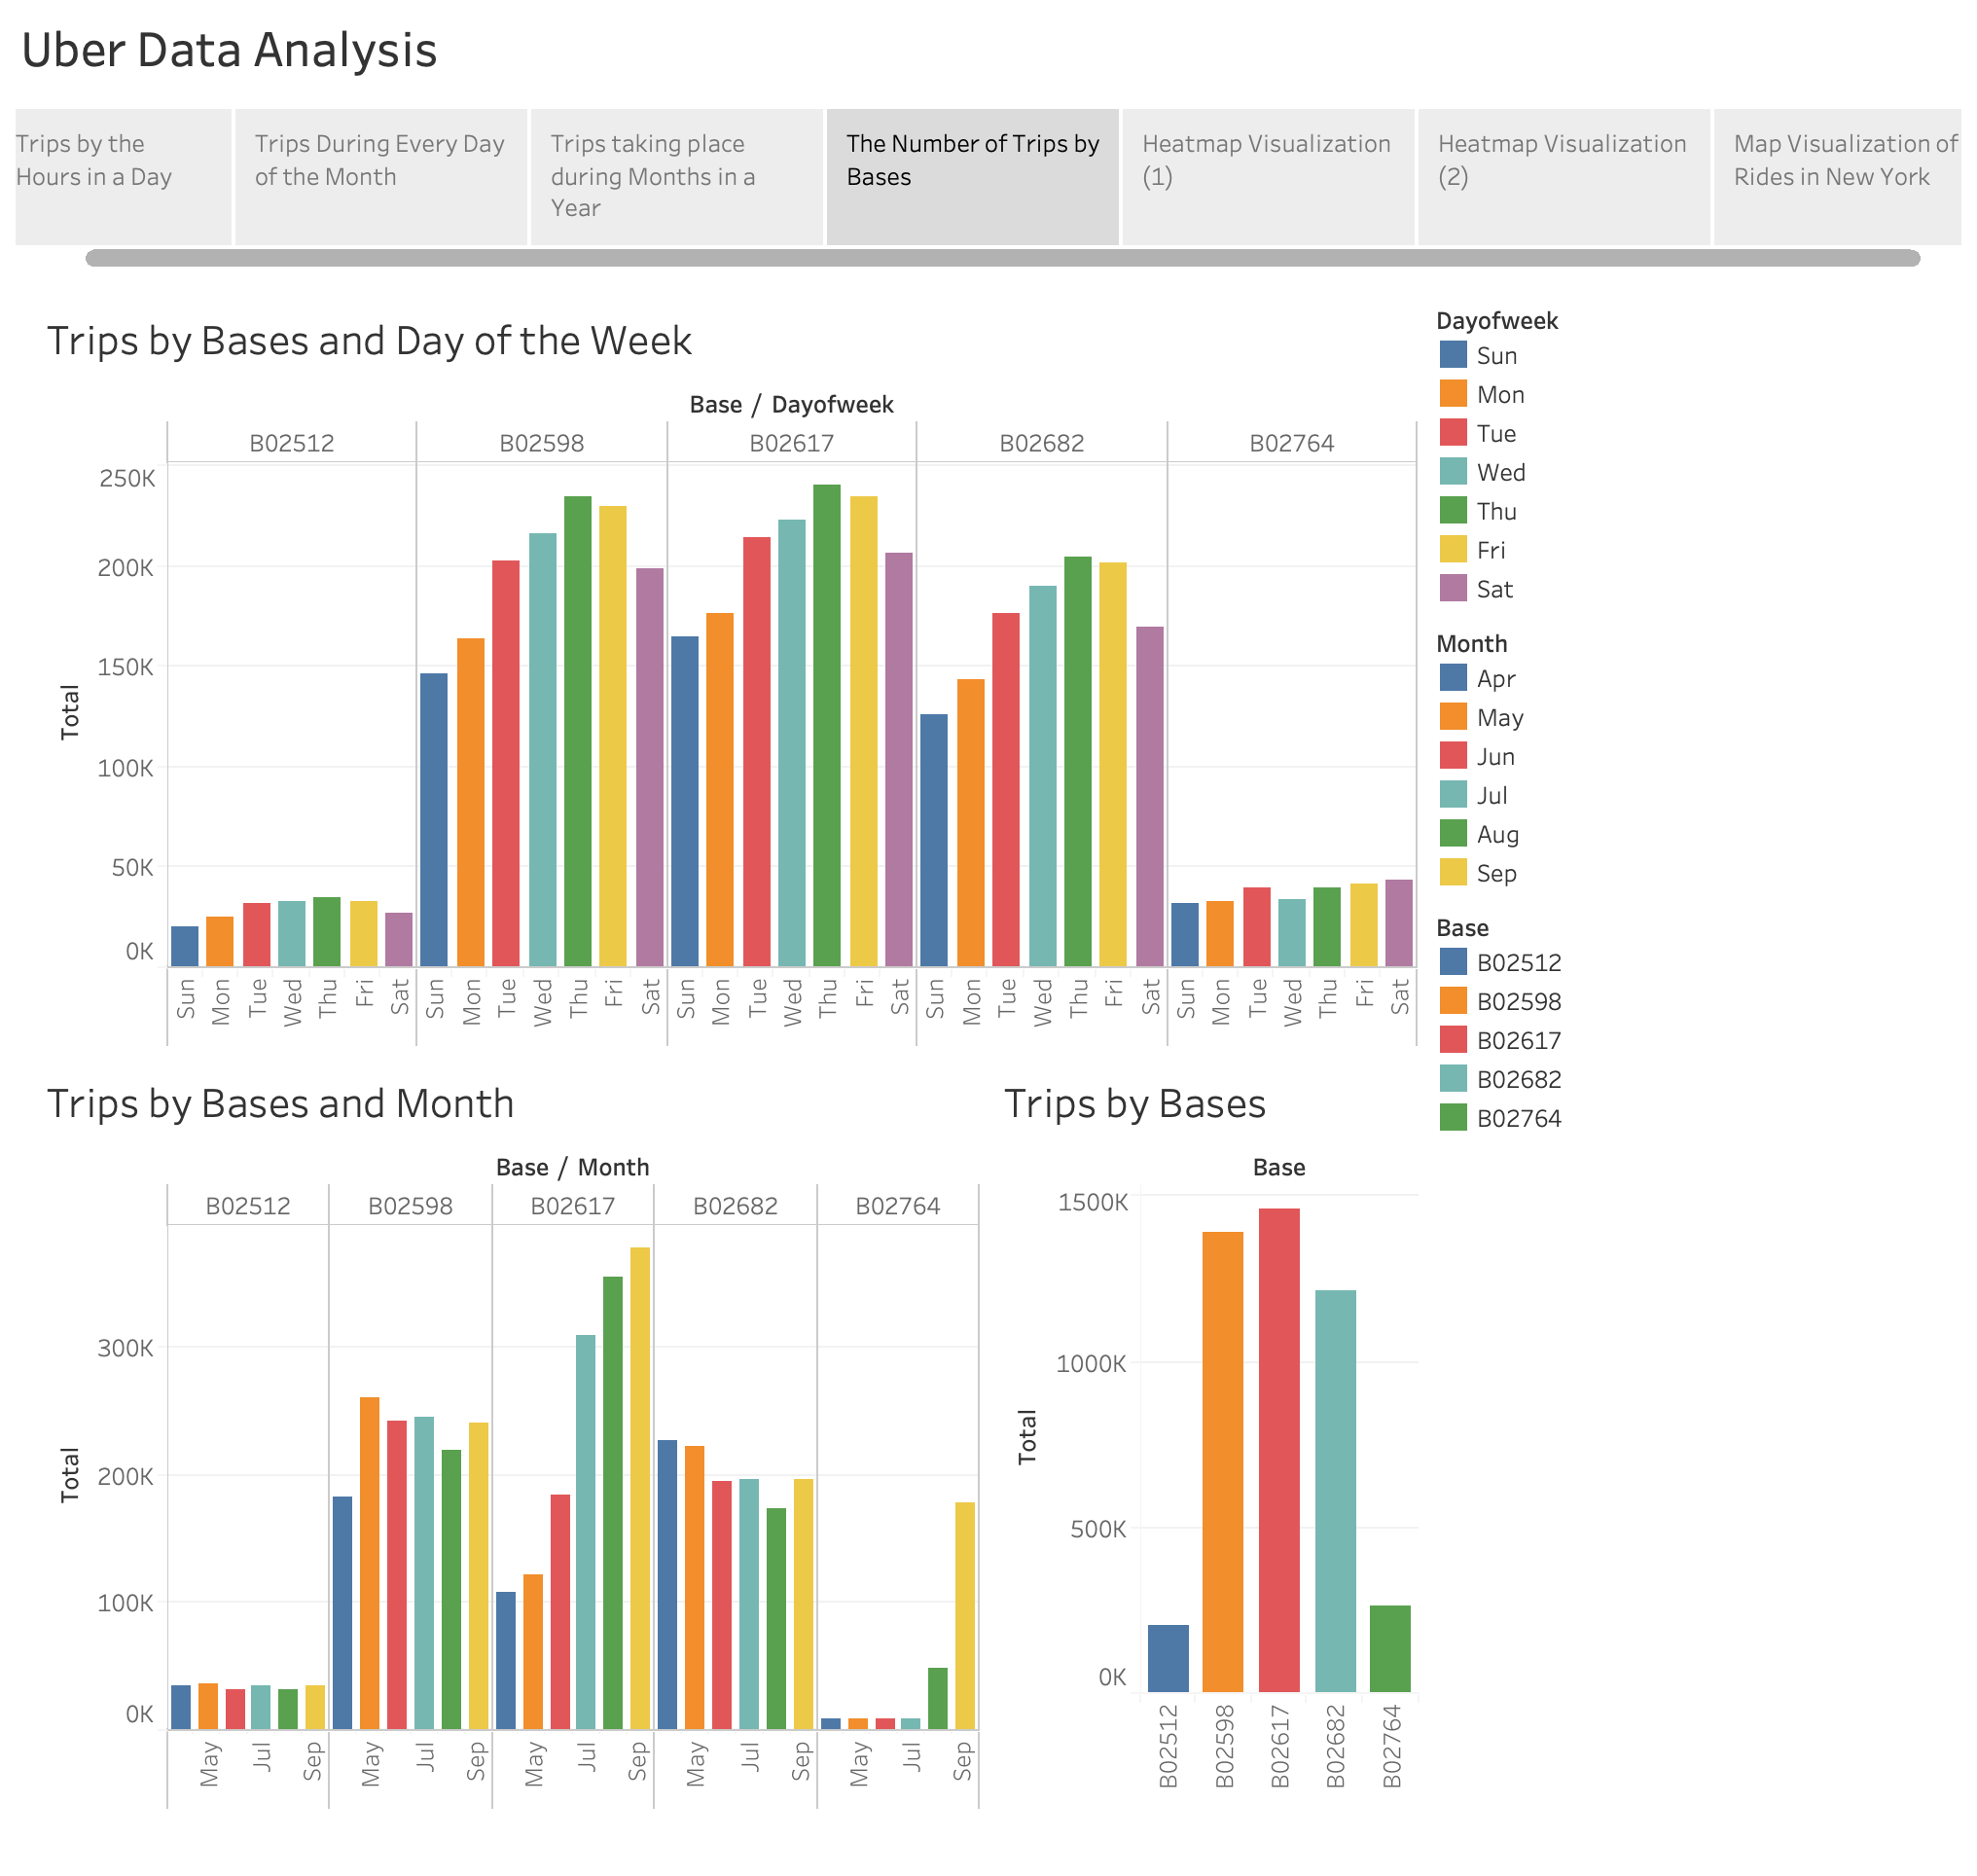 Uber Data Analysis
Trips by the
Hours in a Day
Trips During Every Day
of the Month
Trips taking place
during Months in a
Year
The Number of Trips by
Bases
Heatmap Visualization
(1)
Heatmap Visualization
(2)
Map Visualization of
Rides in New York
Trips by Bases and Day of the Week
Base / Dayofweek
B02512 B02598 B02617 B02682 B02764
250K
200K
150K
100K
50K
0K
Total
Sun Mon Tue Wed Thu Fri Sat Sun Mon Tue Wed Thu Fri Sat Sun Mon Tue Wed Thu Fri Sat Sun Mon Tue Wed Thu Fri Sat Sun Mon Tue Wed Thu Fri Sat
Dayofweek
Sun
Mon
Tue
Wed
Thu
Fri
Sat
Month
Apr
May
Jun
Jul
Aug
Sep
Base
B02512
B02598
B02617
B02682
B02764
Trips by Bases and Month
Base / Month
B02512 B02598 B02617 B02682 B02764
300K
200K
100K
0K
Total
May Jul Sep May Jul Sep May Jul Sep May Jul Sep May Jul Sep
Trips by Bases
Base
1500K
1000K
500K
0K
Total
B02512 B02598 B02617 B02682 B02764